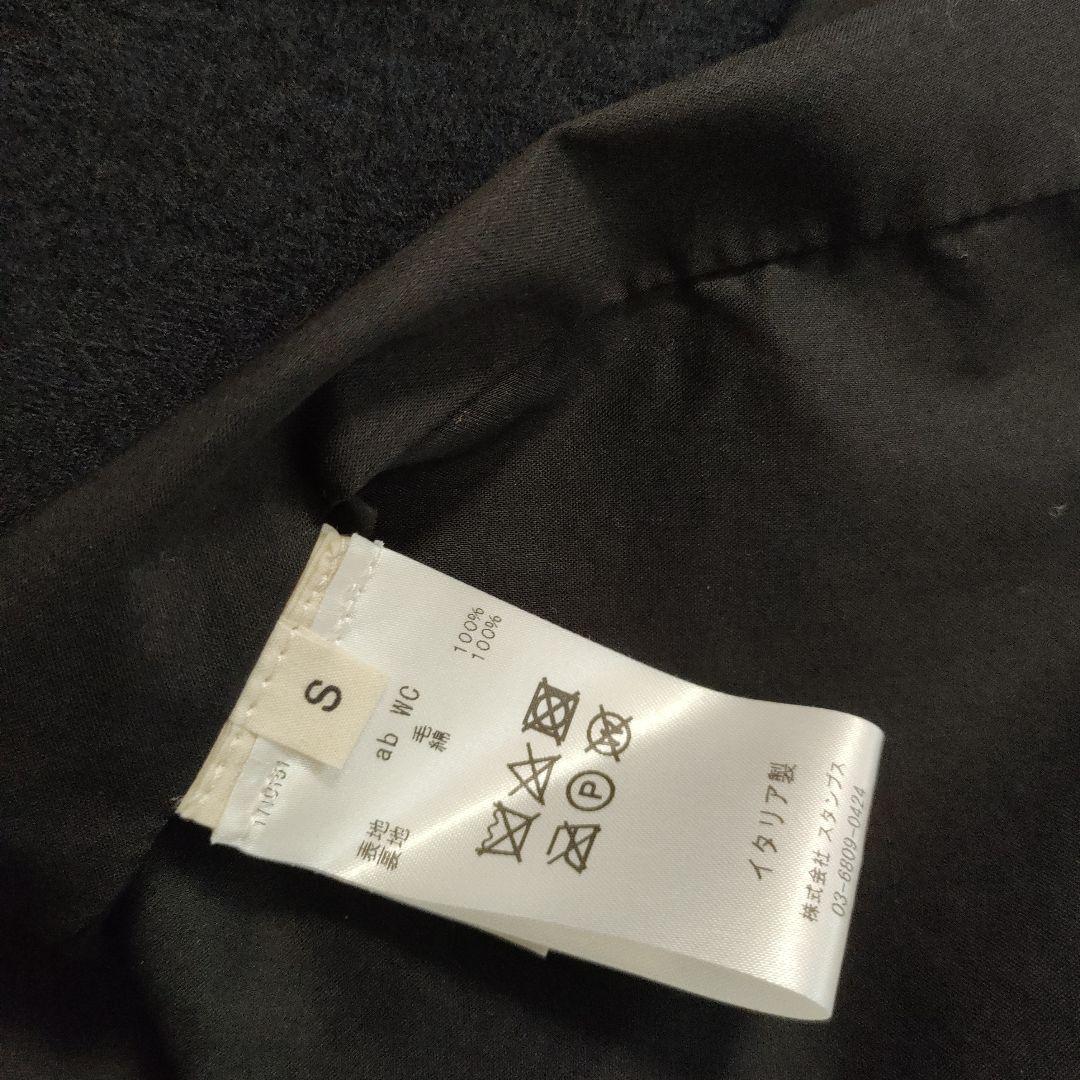 S
ab WC
表地 毛 100%
裏地 綿 100%
P
W
イタリア製
株式会社 スタンプス
03-6809-0424